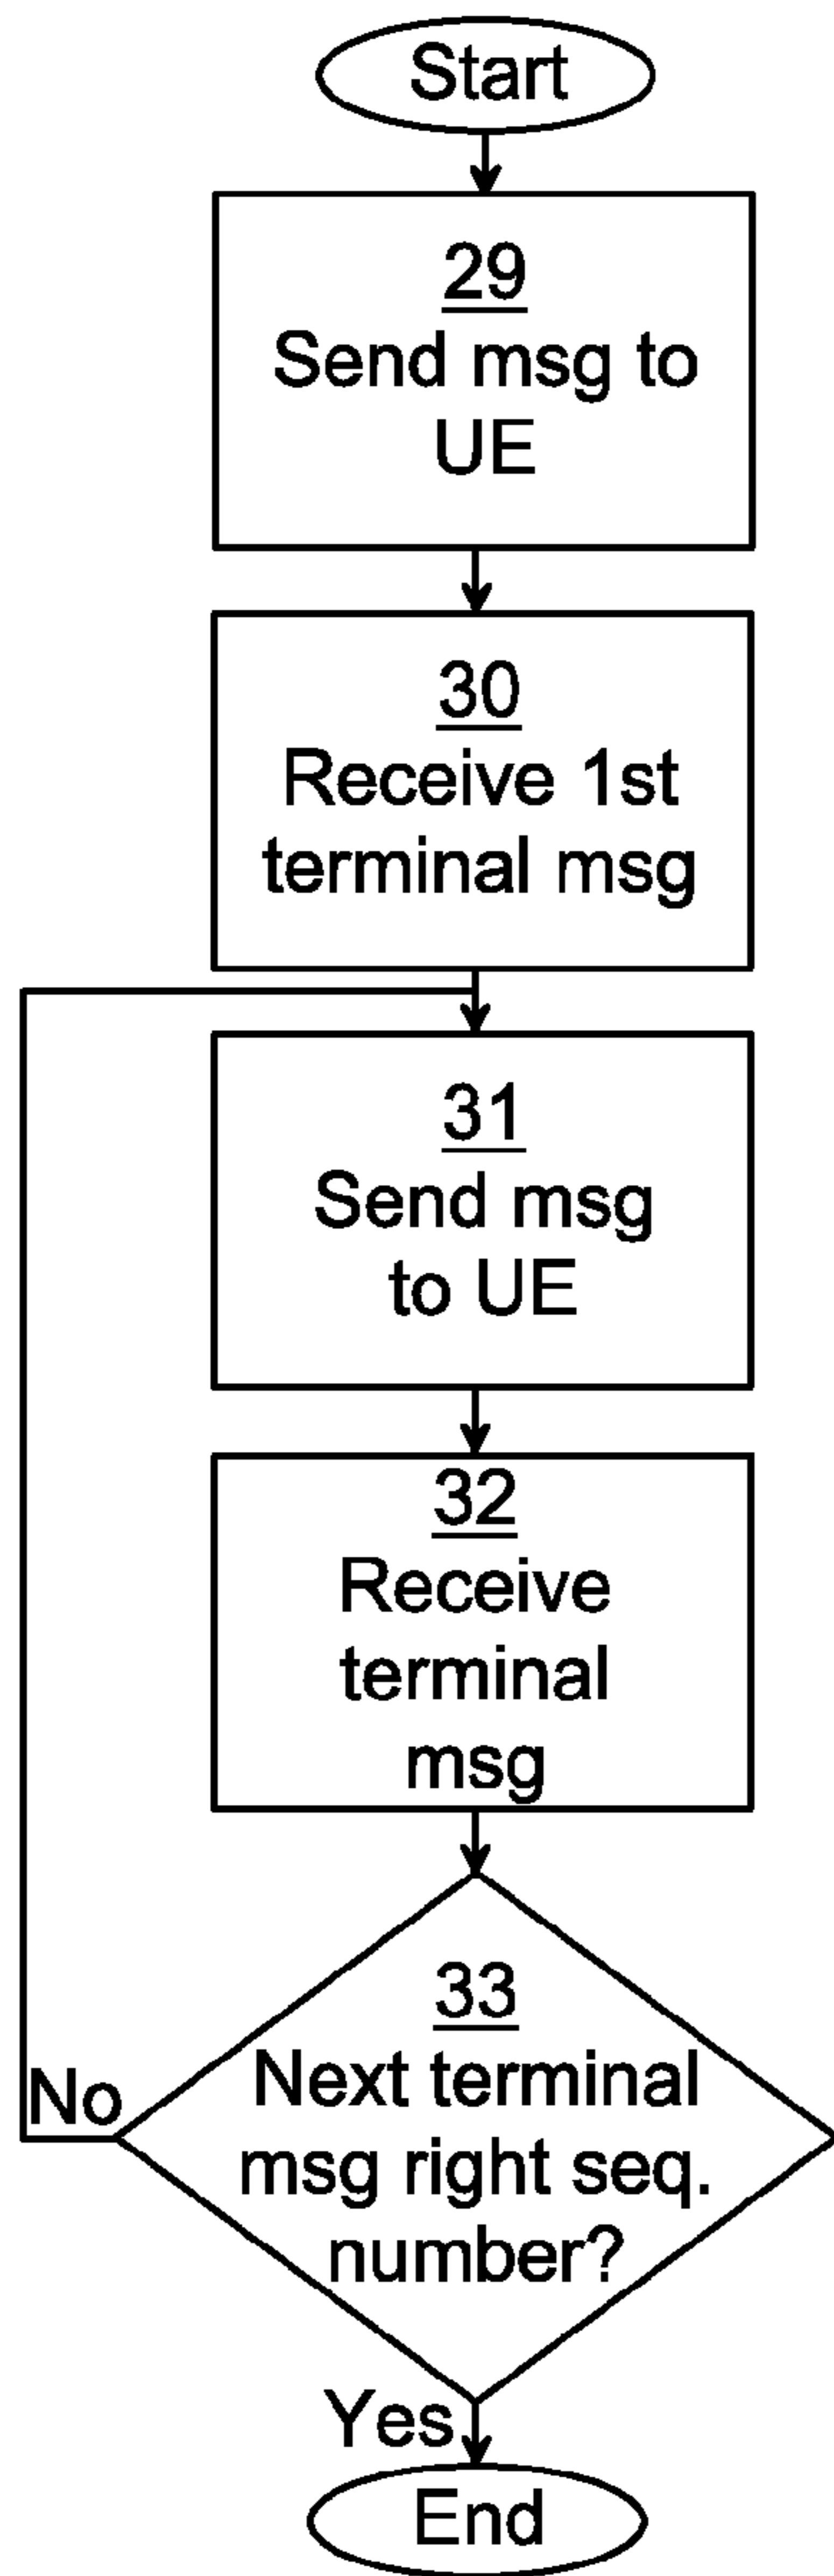 Start
29
Send msg to
UE
30
Receive 1st
terminal msg
31
Send msg
to UE
32
Receive
terminal
msg
33
Next terminal
msg right seq.
number?
No
Yes
End